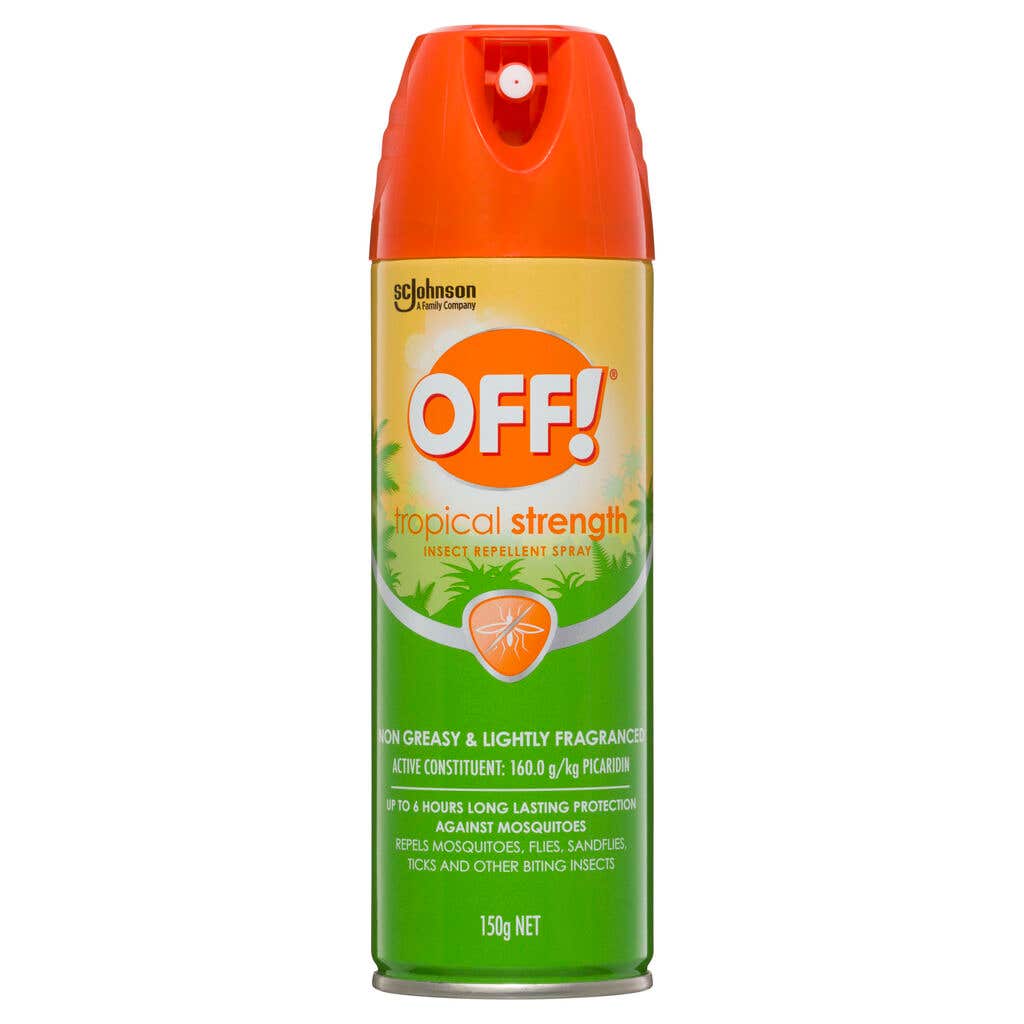 SCJohnson
A Family Company
OFF!®
tropical strength
INSECT REPELLENT SPRAY
NON GREASY & LIGHTLY FRAGRANCED
ACTIVE CONSTITUENT: 160.0 g/kg PICARIDIN
UP TO 6 HOURS LONG LASTING PROTECTION
AGAINST MOSQUITOES
REPELS MOSQUITOES, FLIES, SANDFLIES,
TICKS AND OTHER BITING INSECTS
150g NET